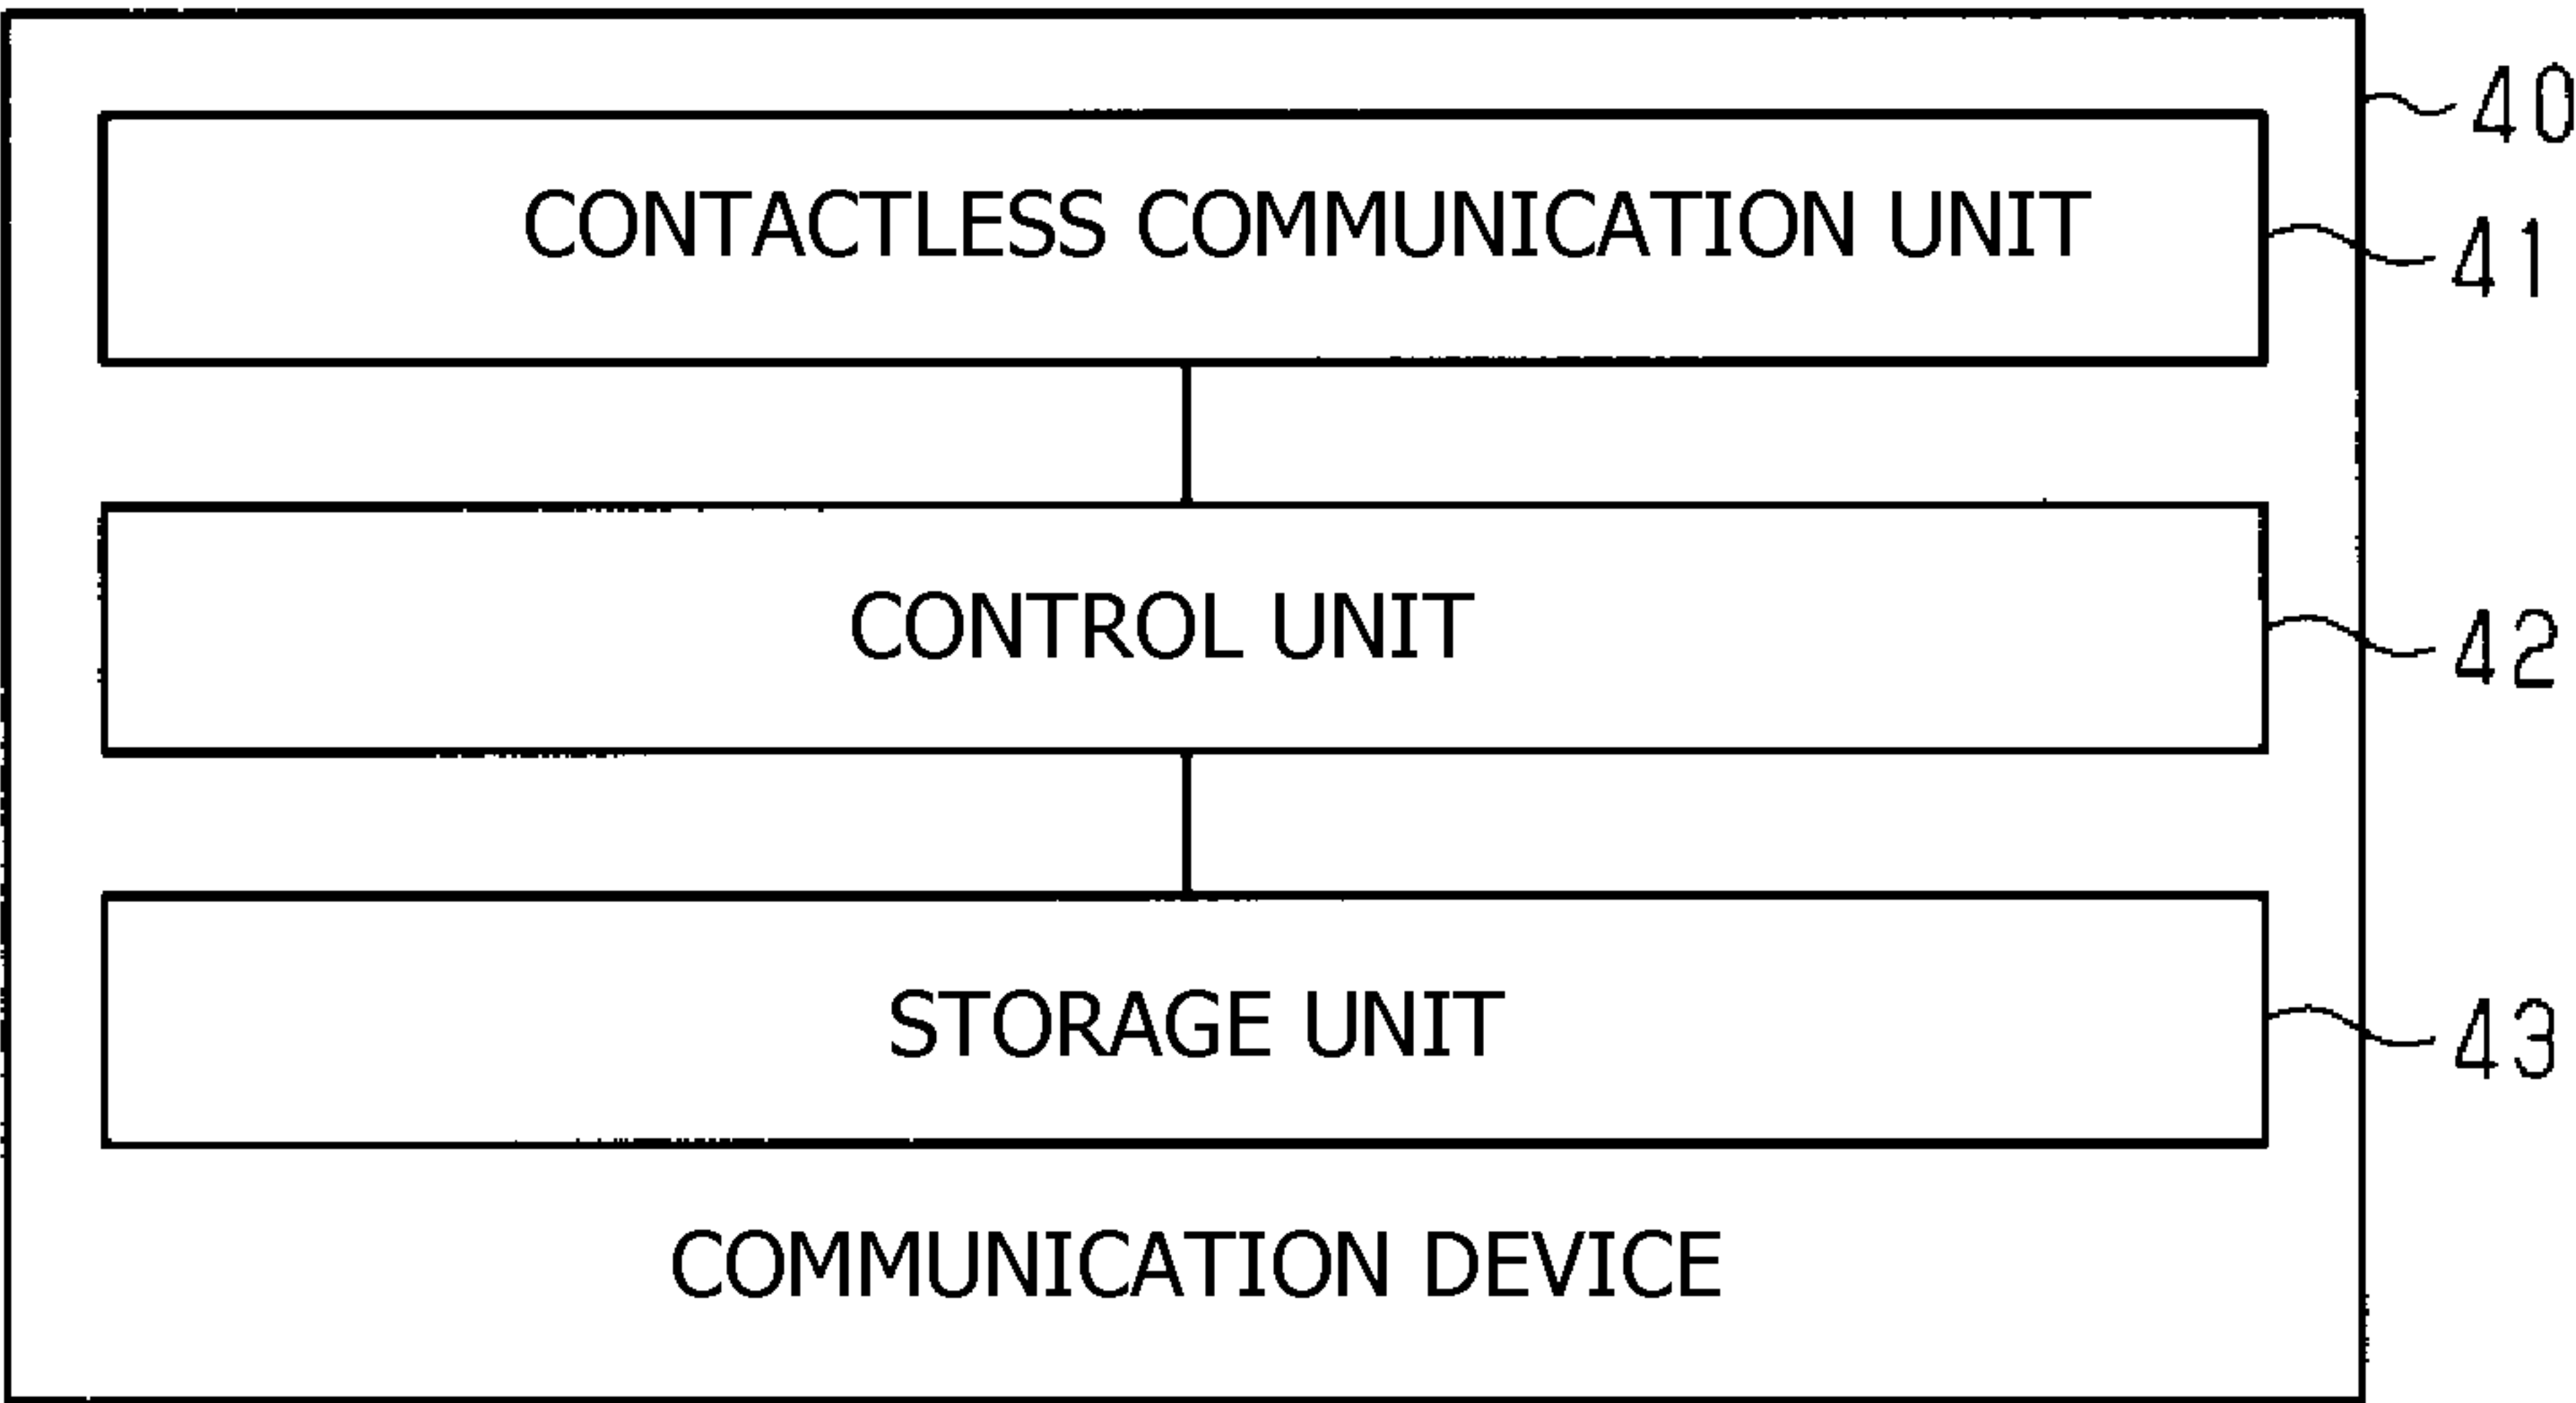 40
CONTACTLESS COMMUNICATION UNIT
41
CONTROL UNIT
42
STORAGE UNIT
43
COMMUNICATION DEVICE